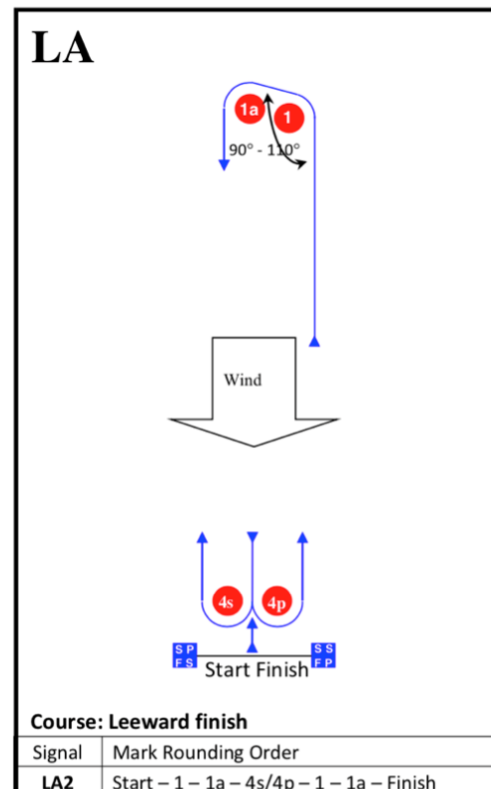 LA
1a 1
90° - 110°
Wind
4s 4p
S P S S
F S F P
Start Finish
Course: Leeward finish
Signal Mark Rounding Order
LA2 Start – 1 – 1a – 4s/4p – 1 – 1a – Finish